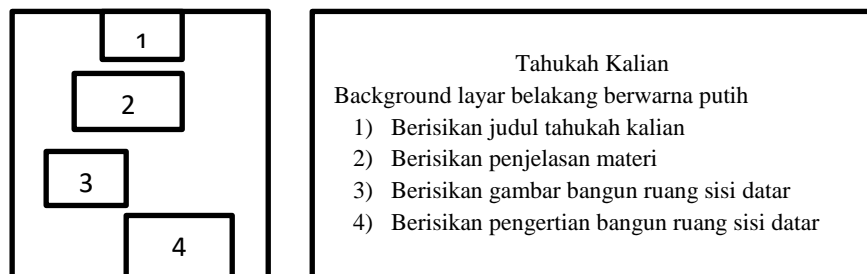 1
2
3
4
Tahukah Kalian
Background layar belakang berwarna putih
1) Berisikan judul tahukah kalian
2) Berisikan penjelasan materi
3) Berisikan gambar bangun ruang sisi datar
4) Berisikan pengertian bangun ruang sisi datar